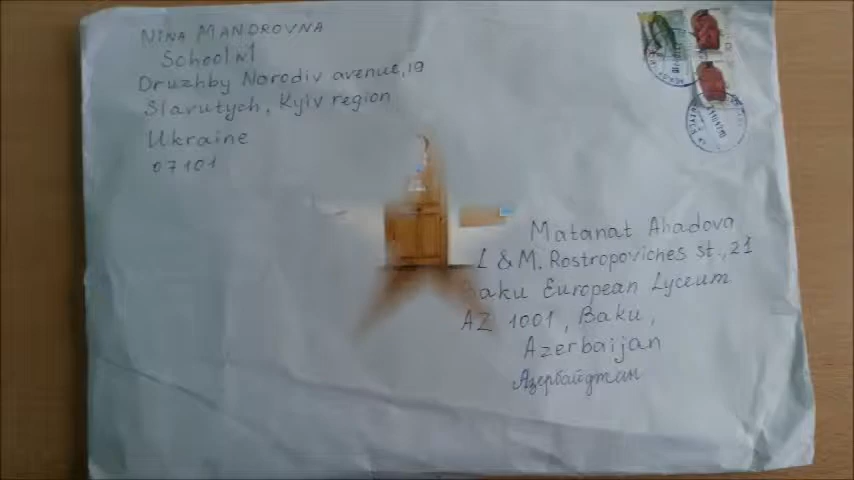 NINA MANDROVNA
School №1
Druzhby Narodiv avenue, 19
Slavutych, Kyiv region
Ukraine
07101
Matanat Ahadova
L & M. Rostropoviches st., 21
aku European Lyceum
AZ 1001, Baku,
Azerbaijan
Азербайджан